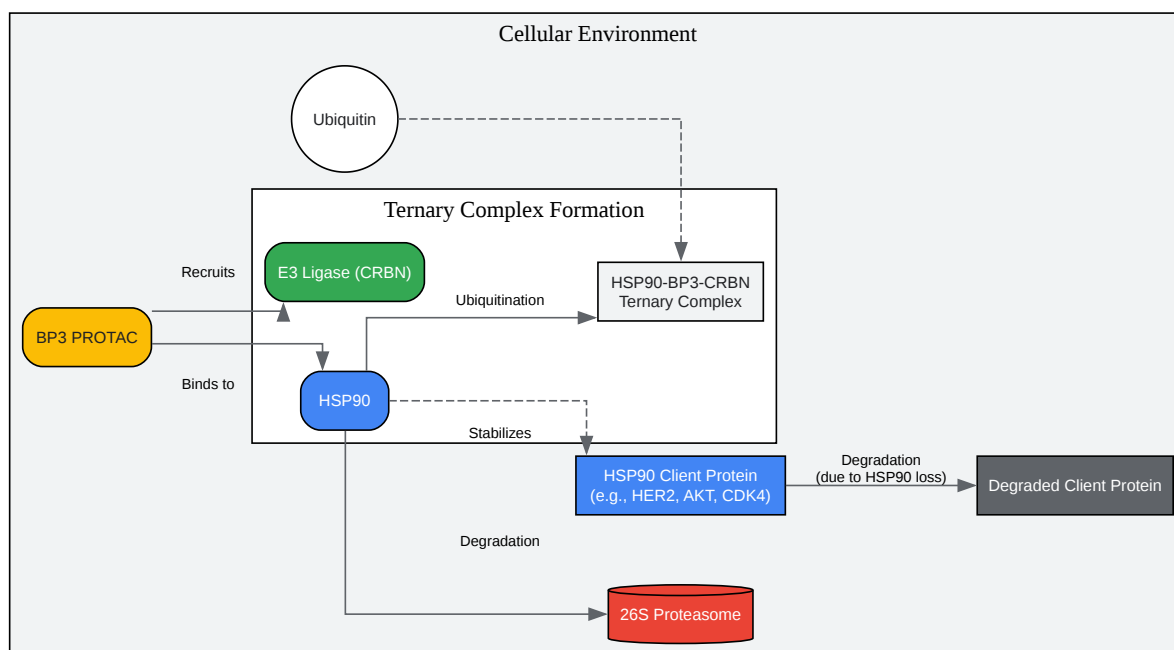 Cellular Environment
Ubiquitin
Ternary Complex Formation
Recruits
E3 Ligase (CRBN)
HSP90-BP3-CRBN
Ternary Complex
Ubiquitination
BP3 PROTAC
Binds to
HSP90
Stabilizes
HSP90 Client Protein
(e.g., HER2, AKT, CDK4)
Degradation
(due to HSP90 loss)
Degraded Client Protein
Degradation
26S Proteasome